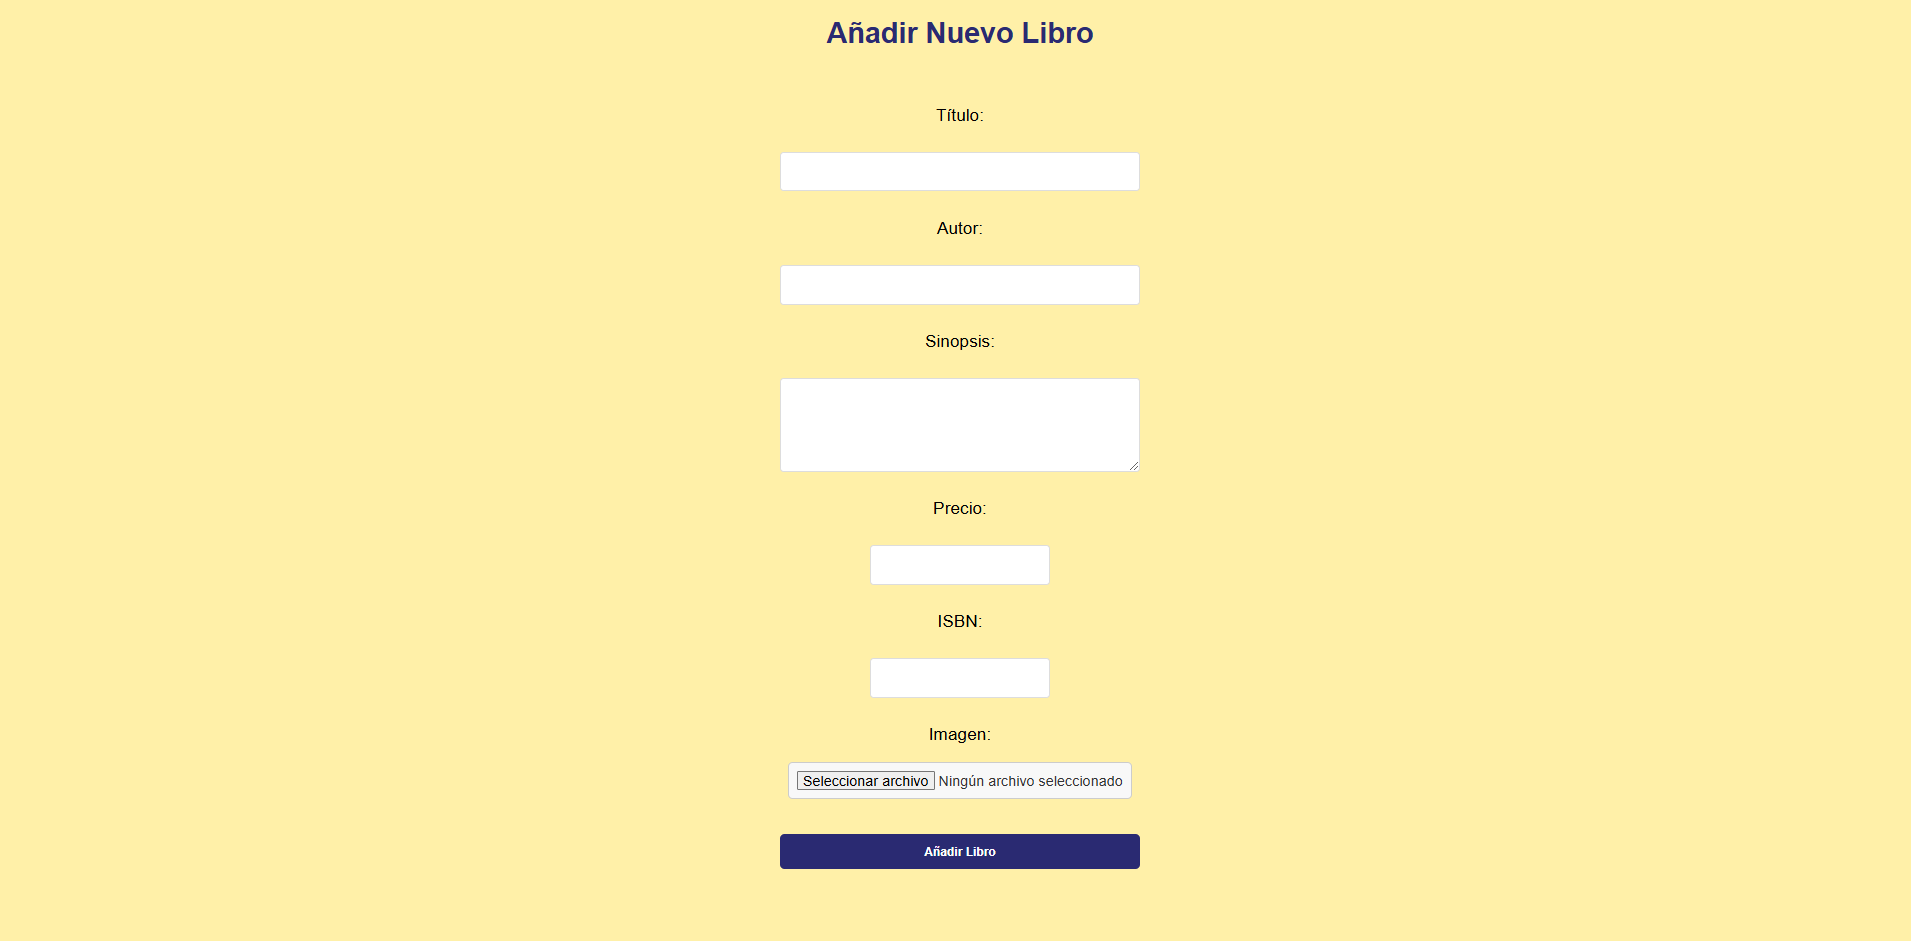 Añadir Nuevo Libro
Título:
Autor:
Sinopsis:
Precio:
ISBN:
Imagen:
Seleccionar archivo Ningún archivo seleccionado
Añadir Libro